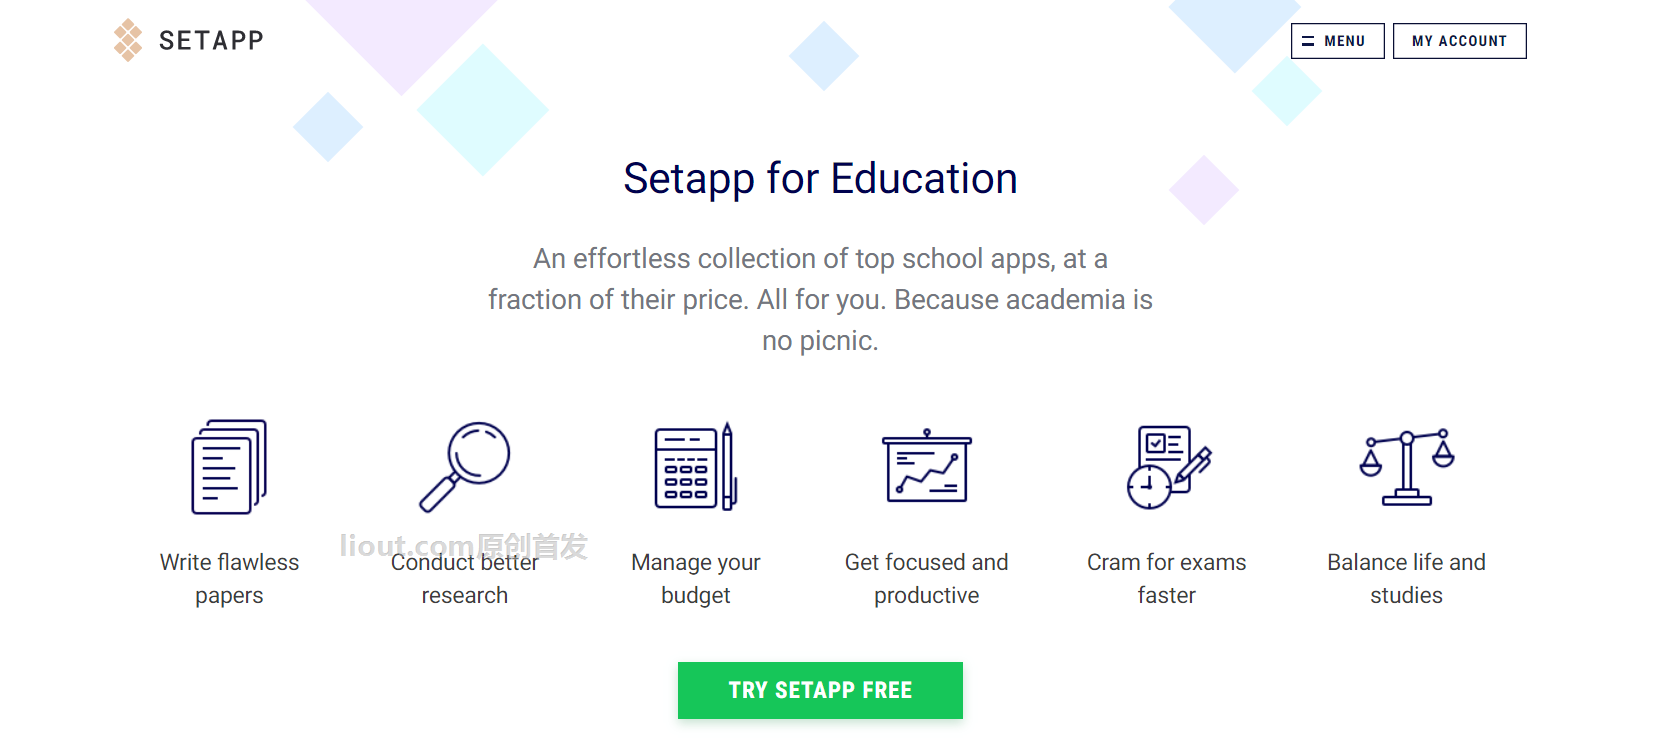 SETAPP
MENU
MY ACCOUNT
Setapp for Education
An effortless collection of top school apps, at a
fraction of their price. All for you. Because academia is
no picnic.
liout.com原创首发
Write flawless
papers
Conduct better
research
Manage your
budget
Get focused and
productive
Cram for exams
faster
Balance life and
studies
TRY SETAPP FREE